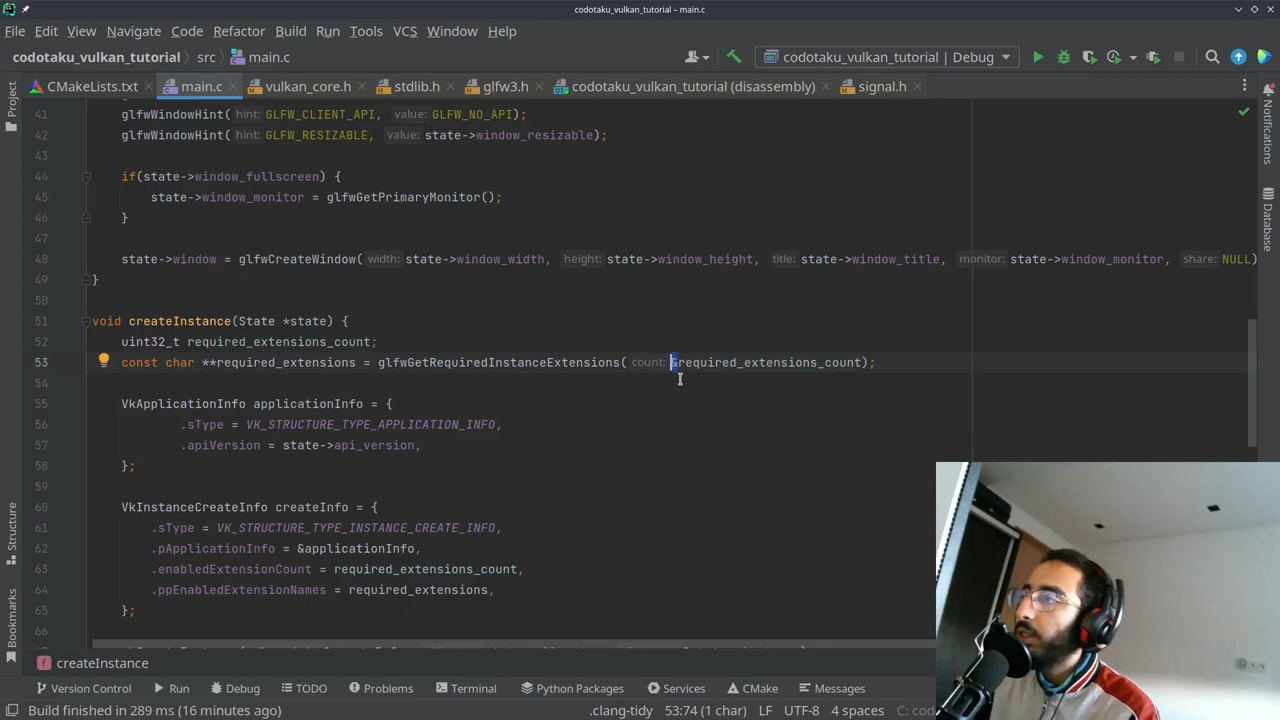 codotaku_vulkan_tutorial – main.c
File Edit View Navigate Code Refactor Build Run Tools VCS Window Help
codotaku_vulkan_tutorial src main.c codotaku_vulkan_tutorial | Debug
CMakeLists.txt main.c vulkan_core.h stdlib.h glfw3.h codotaku_vulkan_tutorial (disassembly) signal.h
Project
Notifications
Database
Structure
Bookmarks
41 glfwWindowHint( hint: GLFW_CLIENT_API, value: GLFW_NO_API);
42 glfwWindowHint( hint: GLFW_RESIZABLE, value: state->window_resizable);
43
44 if(state->window_fullscreen) {
45 state->window_monitor = glfwGetPrimaryMonitor();
46 }
47
48 state->window = glfwCreateWindow( width: state->window_width, height: state->window_height, title: state->window_title, monitor: state->window_monitor, share: NULL)
49 }
50
51 void createInstance(State *state) {
52 uint32_t required_extensions_count;
53 const char **required_extensions = glfwGetRequiredInstanceExtensions( count: &required_extensions_count);
54
55 VkApplicationInfo applicationInfo = {
56 .sType = VK_STRUCTURE_TYPE_APPLICATION_INFO,
57 .apiVersion = state->api_version,
58 };
59
60 VkInstanceCreateInfo createInfo = {
61 .sType = VK_STRUCTURE_TYPE_INSTANCE_CREATE_INFO,
62 .pApplicationInfo = &applicationInfo,
63 .enabledExtensionCount = required_extensions_count,
64 .ppEnabledExtensionNames = required_extensions,
65 };
66
f createInstance
Version Control Run Debug TODO Problems Terminal Python Packages Services CMake Messages
Build finished in 289 ms (16 minutes ago) .clang-tidy 53:74 (1 char) LF UTF-8 4 spaces C: cod